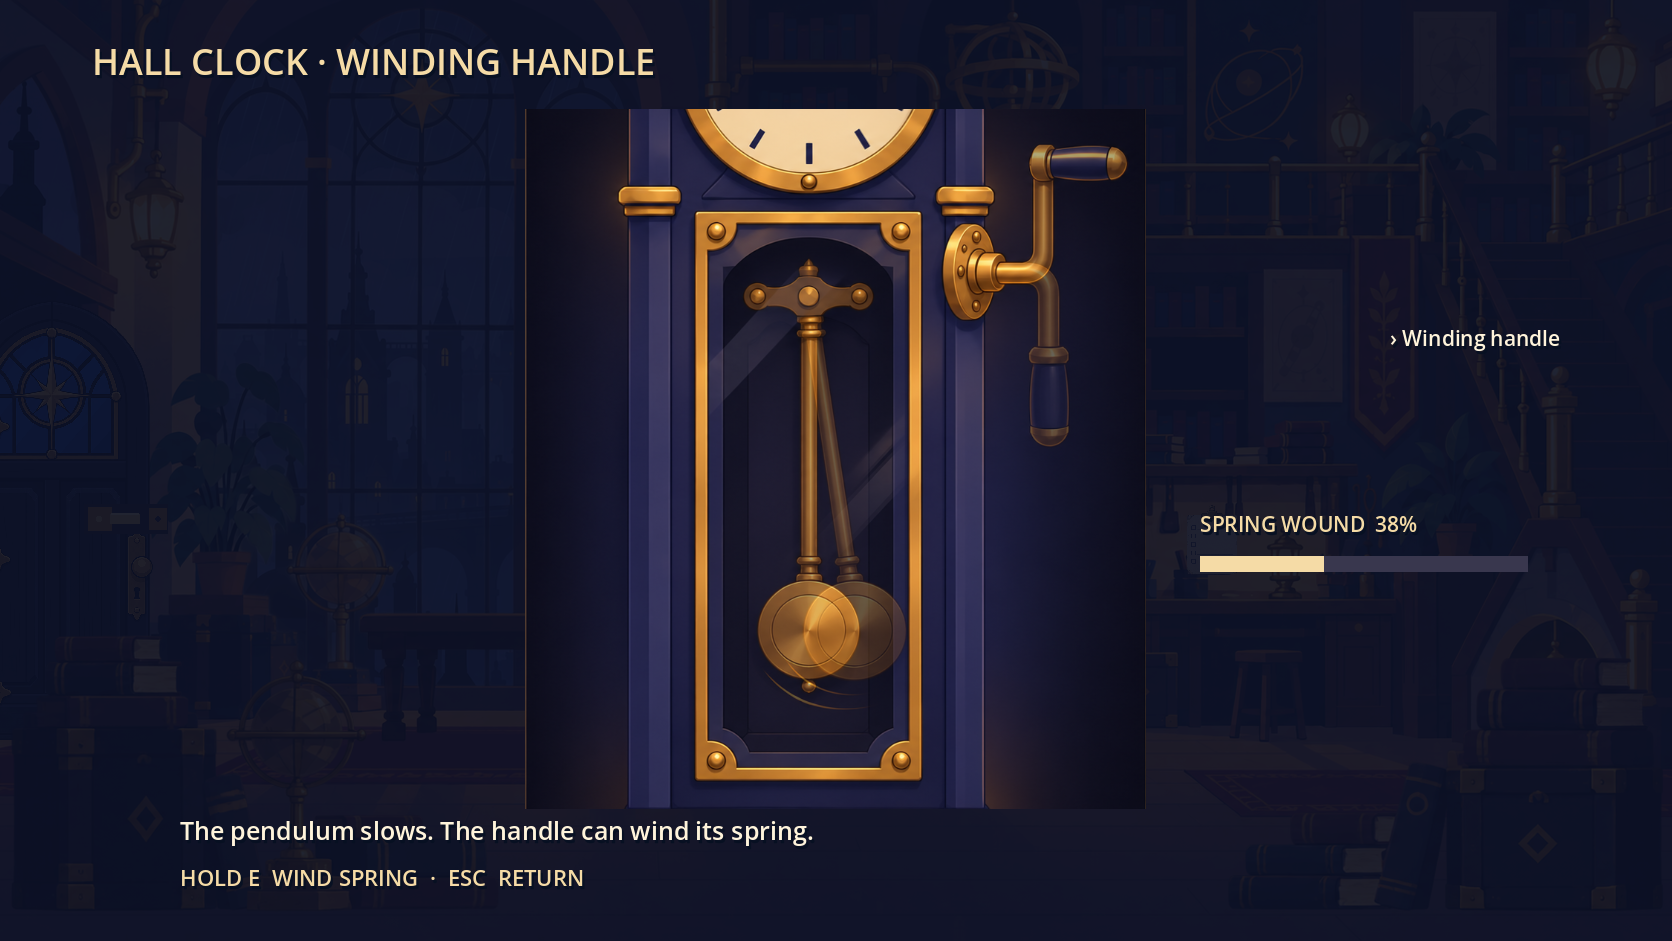 HALL CLOCK · WINDING HANDLE
› Winding handle
SPRING WOUND 38%
The pendulum slows. The handle can wind its spring.
HOLD E WIND SPRING · ESC RETURN